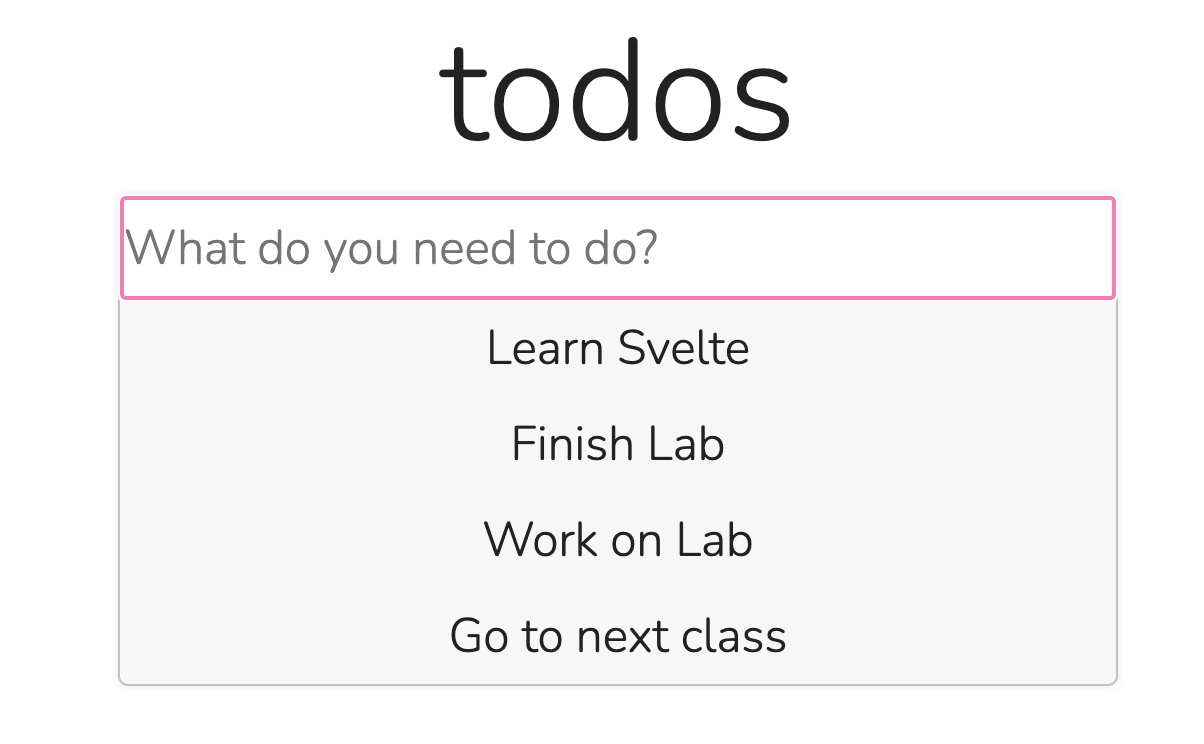 todos
What do you need to do?
Learn Svelte
Finish Lab
Work on Lab
Go to next class